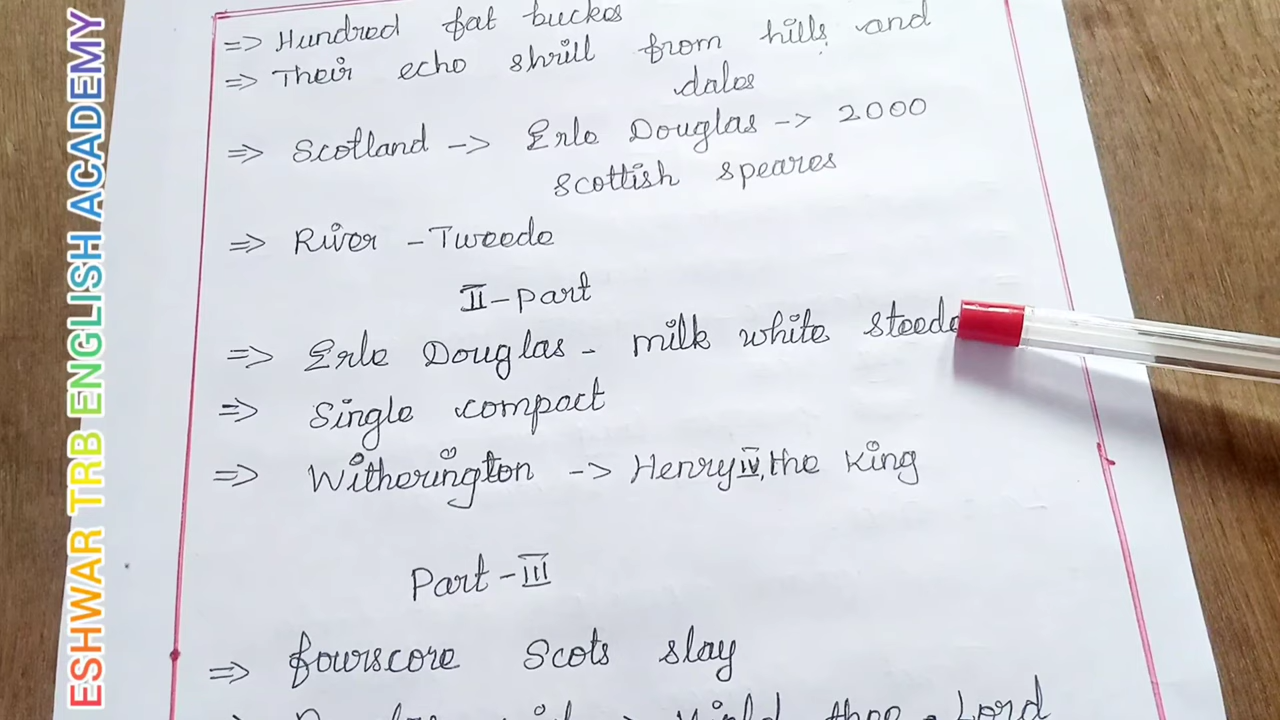 ESHWAR TRB ENGLISH ACADEMY
=> Hundred fat buckes
=> Their echo shrill from hills and
dales
=> Scotland -> Erle Douglas -> 2000
Scottish speares
=> River - Tweede
II - part
=> Erle Douglas - milk white steede
=> Single compact
=> Witherington -> Henry IV, the King
Part - III
=> fourscore Scots slay
thee - Lord